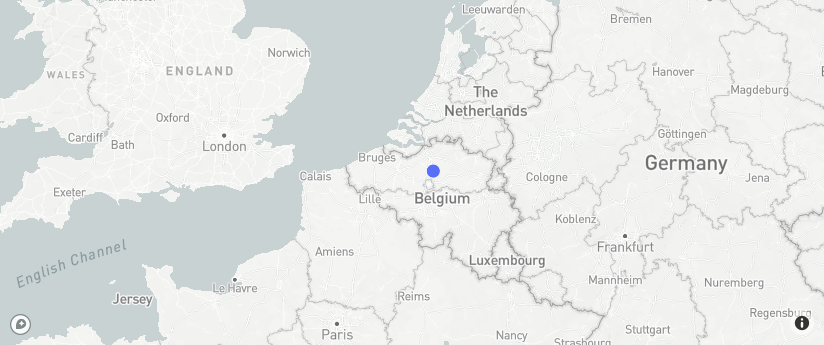 Manchester
Leeuwarden
Bremen
Norwich
WALES
ENGLAND
Hanover
The
Netherlands
Magdeburg
Oxford
Cardiff
Bath
London
Göttingen
Bruges
Calais
Cologne
Germany
Jena
Exeter
Lille
Belgium
Koblenz
English Channel
Amiens
Luxembourg
Frankfurt
Jersey
Le Havre
Reims
Mannheim
Nuremberg
Paris
Nancy
Stuttgart
Regensburg
Strasbourg
i